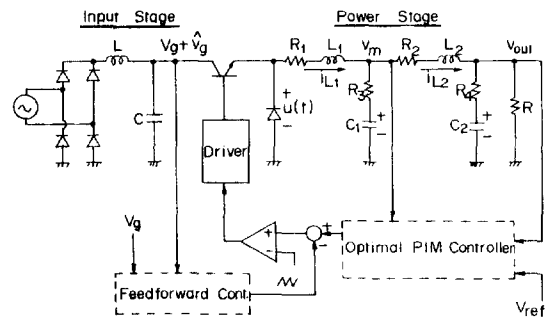 Input Stage
Power Stage
L
Vg + v̂g
R1
L1
Vm
R2
L2
Vout
iL1
iL2
C
+
u(t)
-
R3
C1
+
-
R4
C2
+
-
R
Driver
Vg
+
-
+
-
Optimal PIM Controller
Feedforward Cont.
Vref